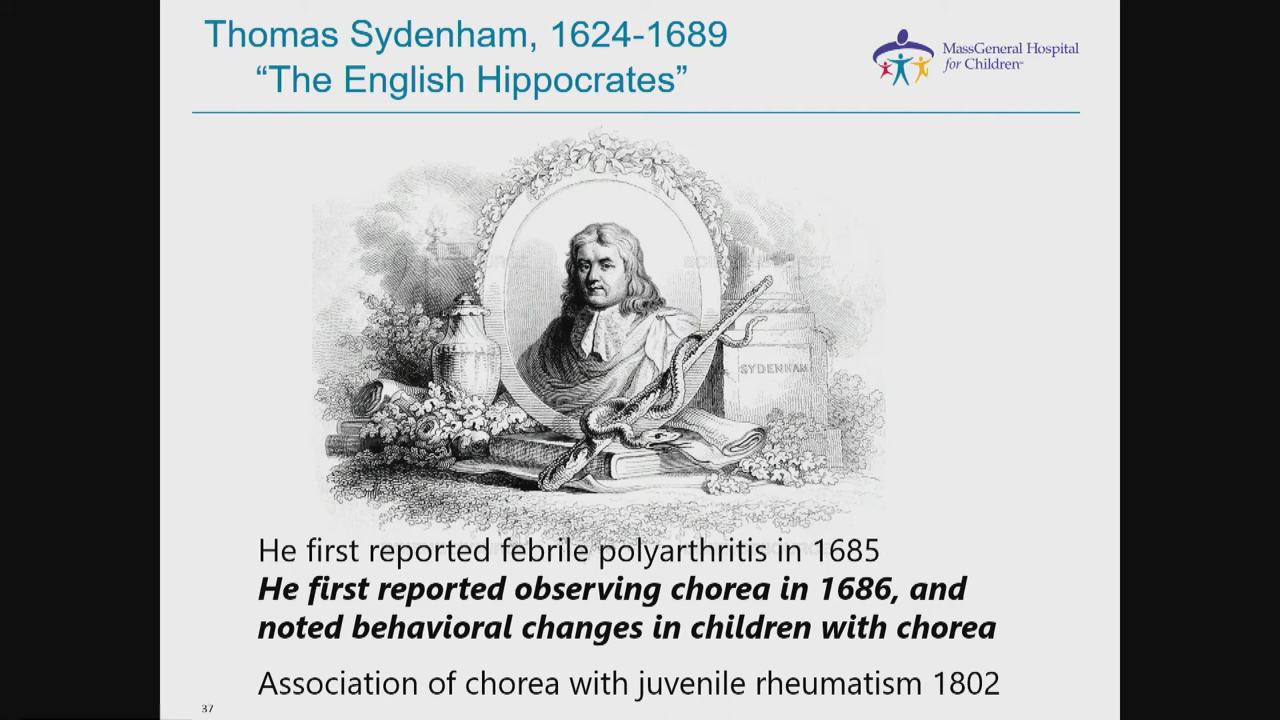 Thomas Sydenham, 1624-1689
“The English Hippocrates”
MassGeneral Hospital
for Children
SYDENHAM
He first reported febrile polyarthritis in 1685
He first reported observing chorea in 1686, and
noted behavioral changes in children with chorea
Association of chorea with juvenile rheumatism 1802
37